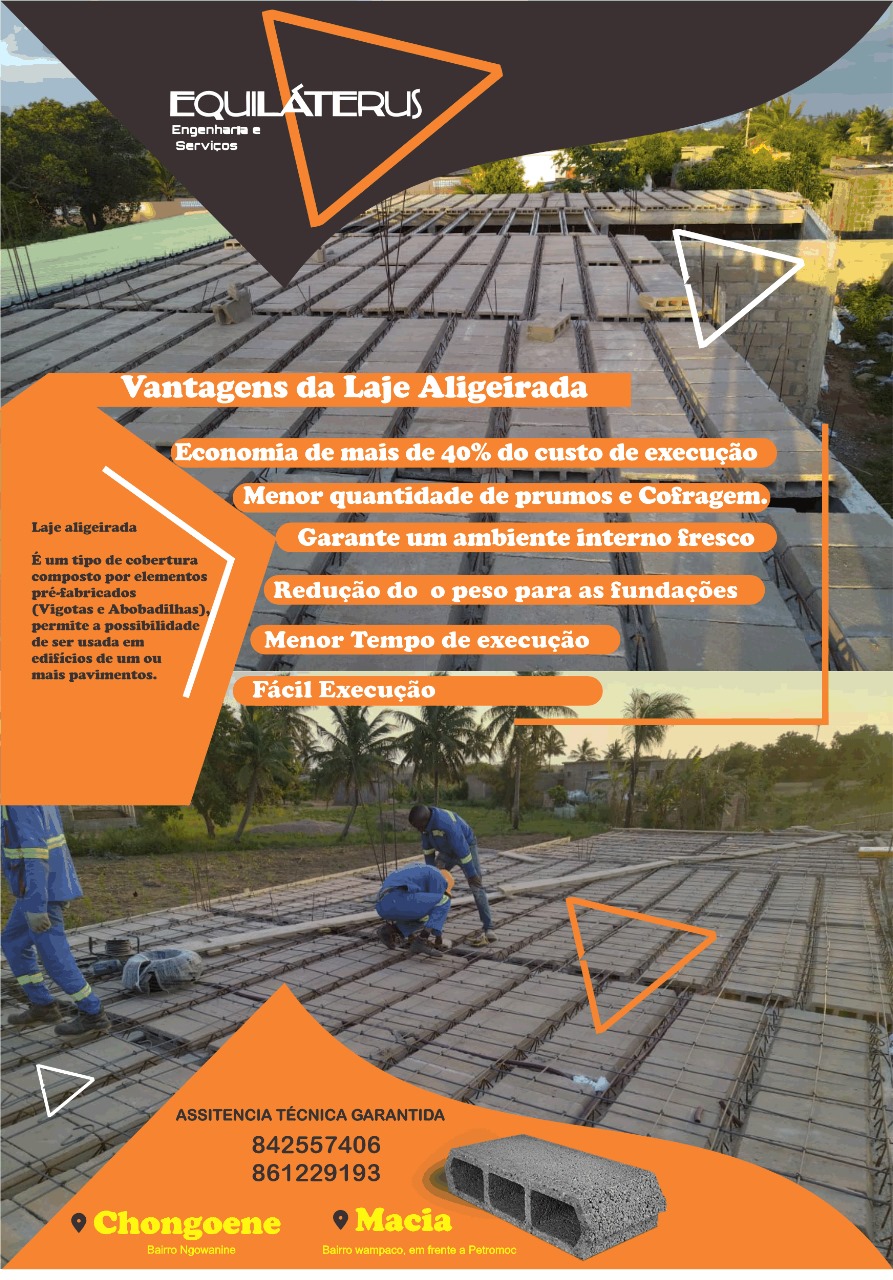 EQUILÁTERUS
Engenharia e
Serviços
Vantagens da Laje Aligeirada
Economia de mais de 40% do custo de execução
Menor quantidade de prumos e Cofragem.
Garante um ambiente interno fresco
Redução do o peso para as fundações
Menor Tempo de execução
Fácil Execução
Laje aligeirada
É um tipo de cobertura
composto por elementos
pré-fabricados
(Vigotas e Abobadilhas),
permite a possibilidade
de ser usada em
edifícios de um ou
mais pavimentos.
ASSITENCIA TÉCNICA GARANTIDA
842557406
861229193
Chongoene
Bairro Ngowanine
Macia
Bairro wampaco, em frente a Petromoc